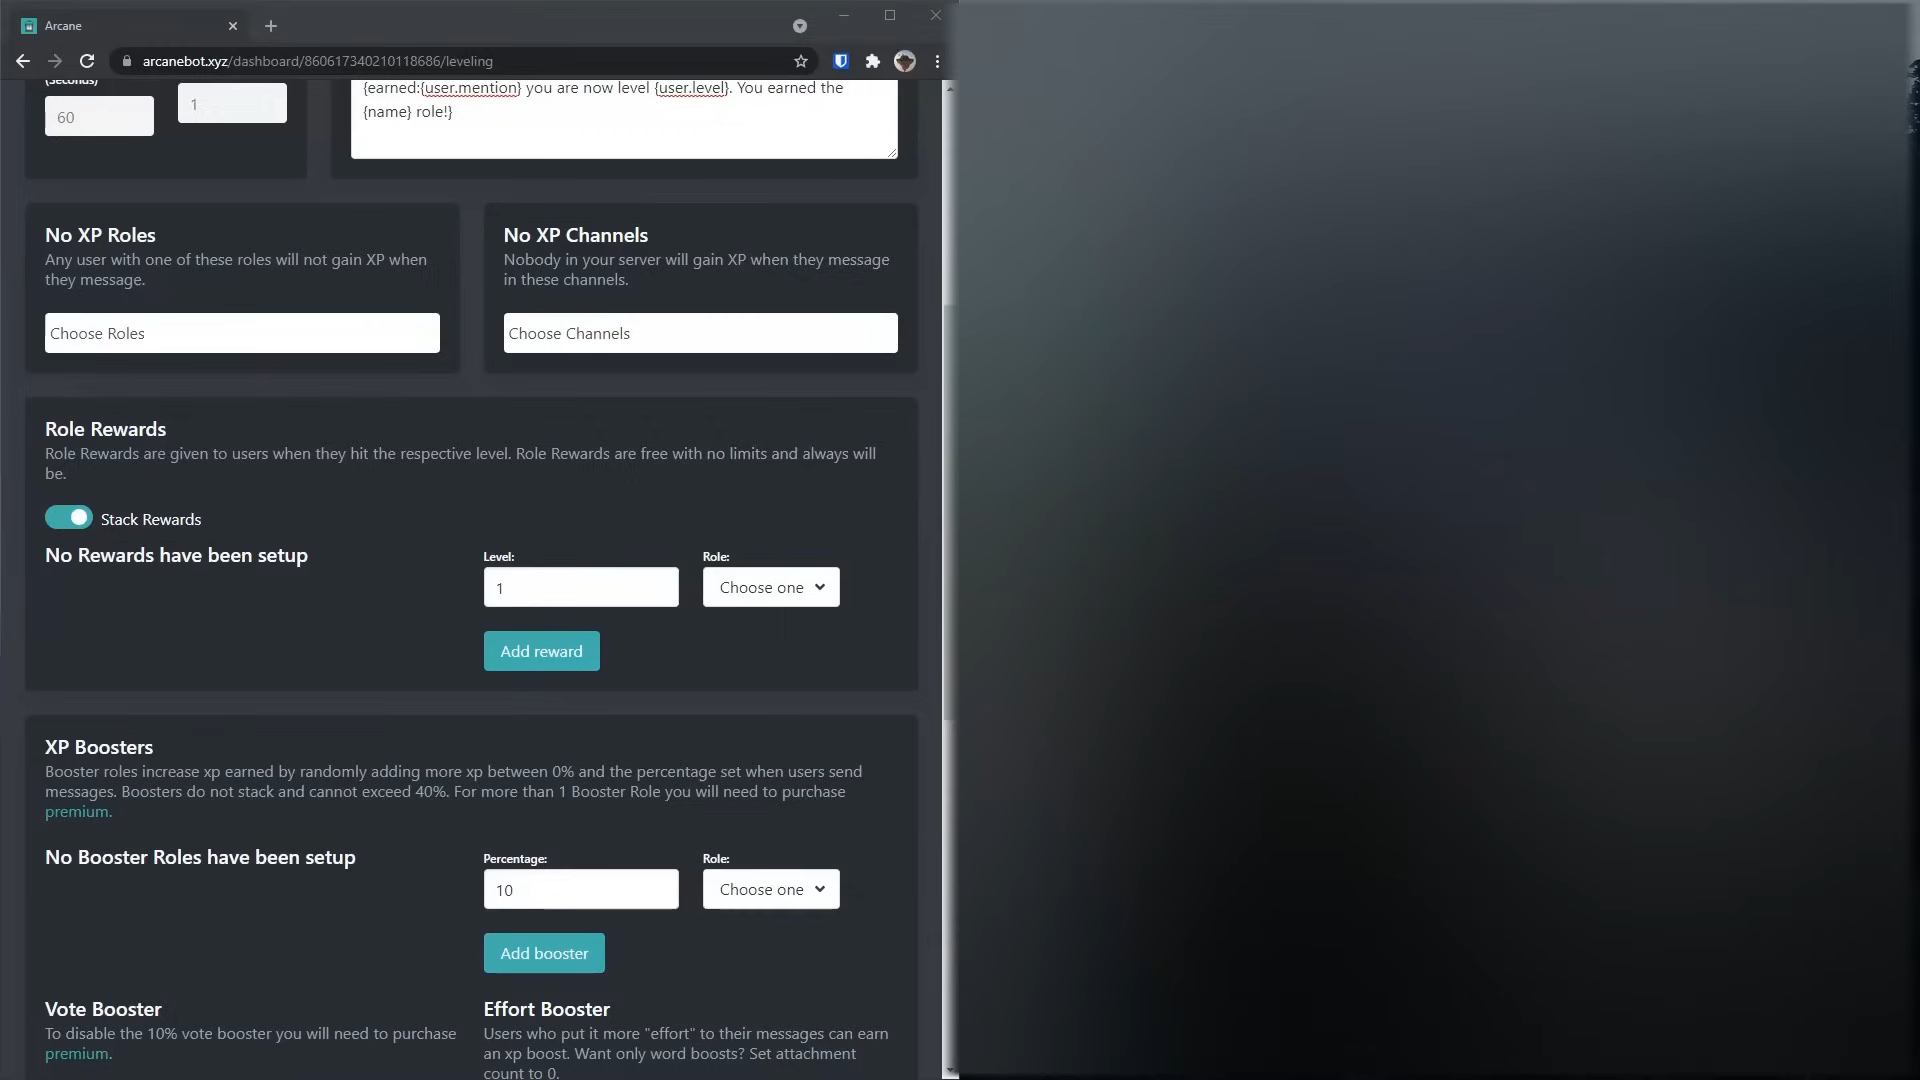 Arcane
arcanebot.xyz/dashboard/860617340210118686/leveling
(Seconds)
60
1
{earned:{user.mention} you are now level {user.level}. You earned the
{name} role!}
No XP Roles
Any user with one of these roles will not gain XP when
they message.
Choose Roles
No XP Channels
Nobody in your server will gain XP when they message
in these channels.
Choose Channels
Role Rewards
Role Rewards are given to users when they hit the respective level. Role Rewards are free with no limits and always will
be.
Stack Rewards
No Rewards have been setup
Level:
1
Role:
Choose one
Add reward
XP Boosters
Booster roles increase xp earned by randomly adding more xp between 0% and the percentage set when users send
messages. Boosters do not stack and cannot exceed 40%. For more than 1 Booster Role you will need to purchase
premium.
No Booster Roles have been setup
Percentage:
10
Role:
Choose one
Add booster
Vote Booster
To disable the 10% vote booster you will need to purchase
premium.
Effort Booster
Users who put it more "effort" to their messages can earn
an xp boost. Want only word boosts? Set attachment
count to 0.